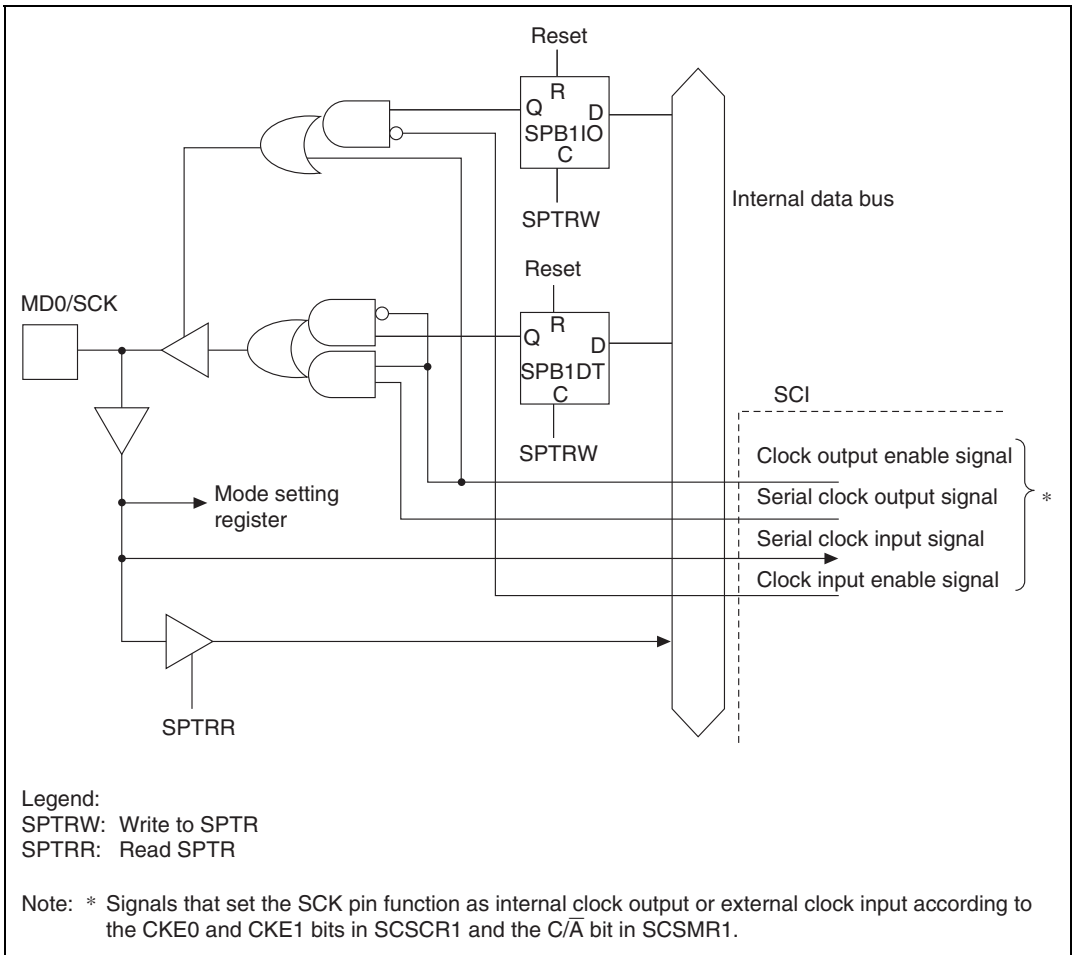 Reset
R
Q
D
SPB1IO
C
SPTRW
Internal data bus
Reset
MD0/SCK
R
Q
D
SPB1DT
C
SPTRW
SCI
Clock output enable signal
Serial clock output signal
*
Mode setting
register
Serial clock input signal
Clock input enable signal
SPTRR
Legend:
SPTRW: Write to SPTR
SPTRR: Read SPTR
Note: * Signals that set the SCK pin function as internal clock output or external clock input according to
the CKE0 and CKE1 bits in SCSCR1 and the C/A̅ bit in SCSMR1.